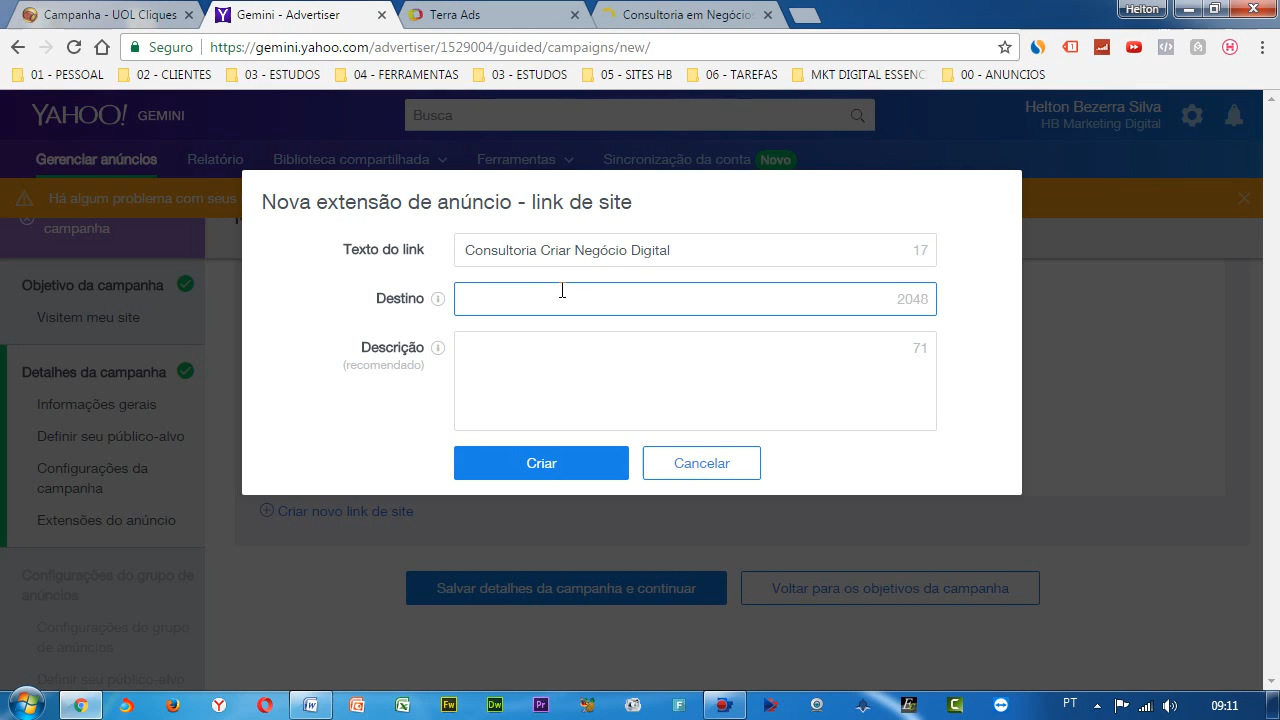 Campanha - UOL Cliques
Gemini - Advertiser
Terra Ads
Consultoria em Negócios
Helton
Seguro
https://gemini.yahoo.com/advertiser/1529004/guided/campaigns/new/
01 - PESSOAL
02 - CLIENTES
03 - ESTUDOS
04 - FERRAMENTAS
03 - ESTUDOS
05 - SITES HB
06 - TAREFAS
MKT DIGITAL ESSENC
00 - ANUNCIOS
YAHOO! GEMINI
Busca
Helton Bezerra Silva
HB Marketing Digital
Gerenciar anúncios
Relatório
Biblioteca compartilhada
Ferramentas
Sincronização da conta Novo
Há algum problema com seus
campanha
Objetivo da campanha
Visitem meu site
Detalhes da campanha
Informações gerais
Definir seu público-alvo
Configurações da
campanha
Extensões do anúncio
Configurações do grupo de
anúncios
Configurações do grupo
de anúncios
Definir seu público-alvo
Nova extensão de anúncio - link de site
Texto do link
Consultoria Criar Negócio Digital
17
Destino
2048
Descrição
(recomendado)
71
Criar
Cancelar
Criar novo link de site
Salvar detalhes da campanha e continuar
Voltar para os objetivos da campanha
Fw
Dw
Pr
PT
09:11